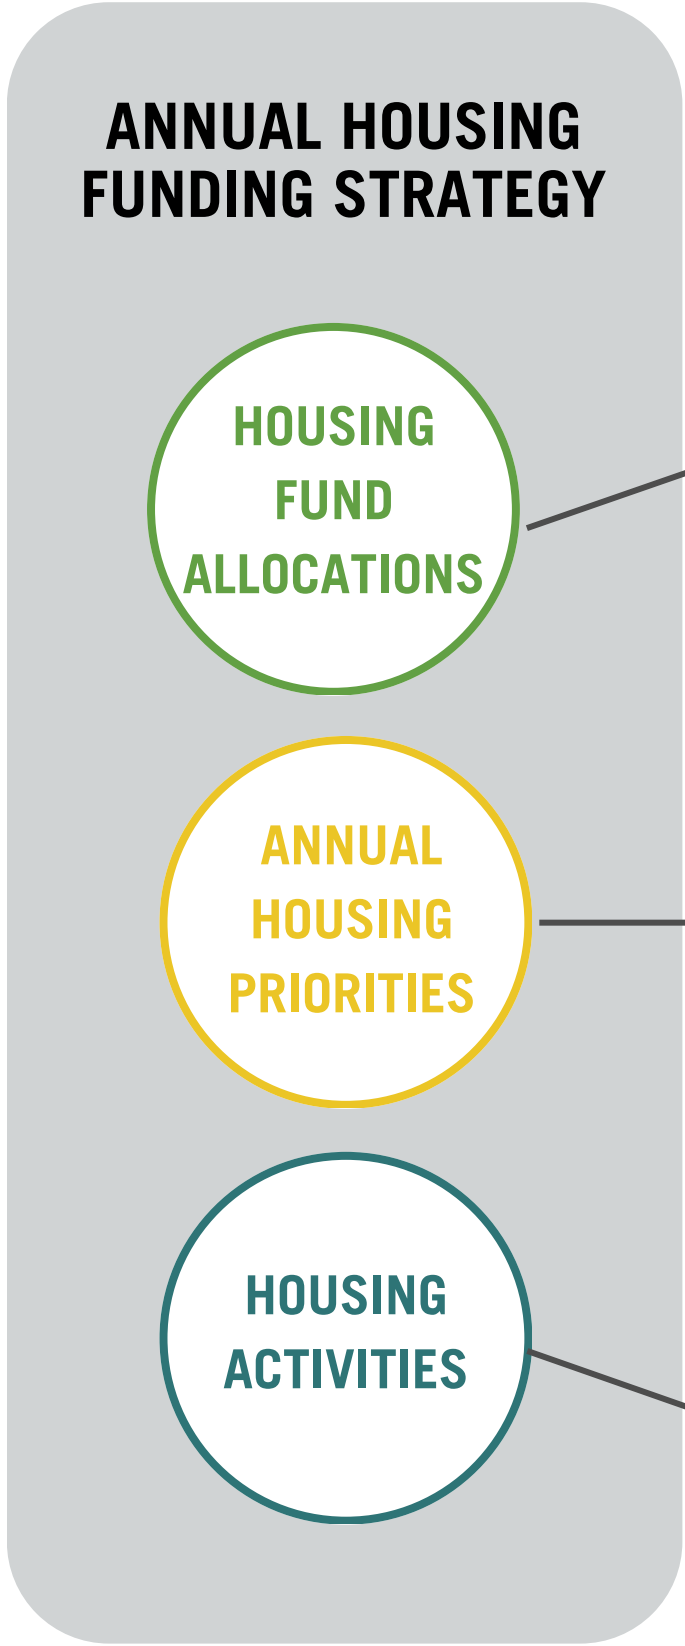 ANNUAL HOUSING
FUNDING STRATEGY
HOUSING
FUND
ALLOCATIONS
ANNUAL
HOUSING
PRIORITIES
HOUSING
ACTIVITIES